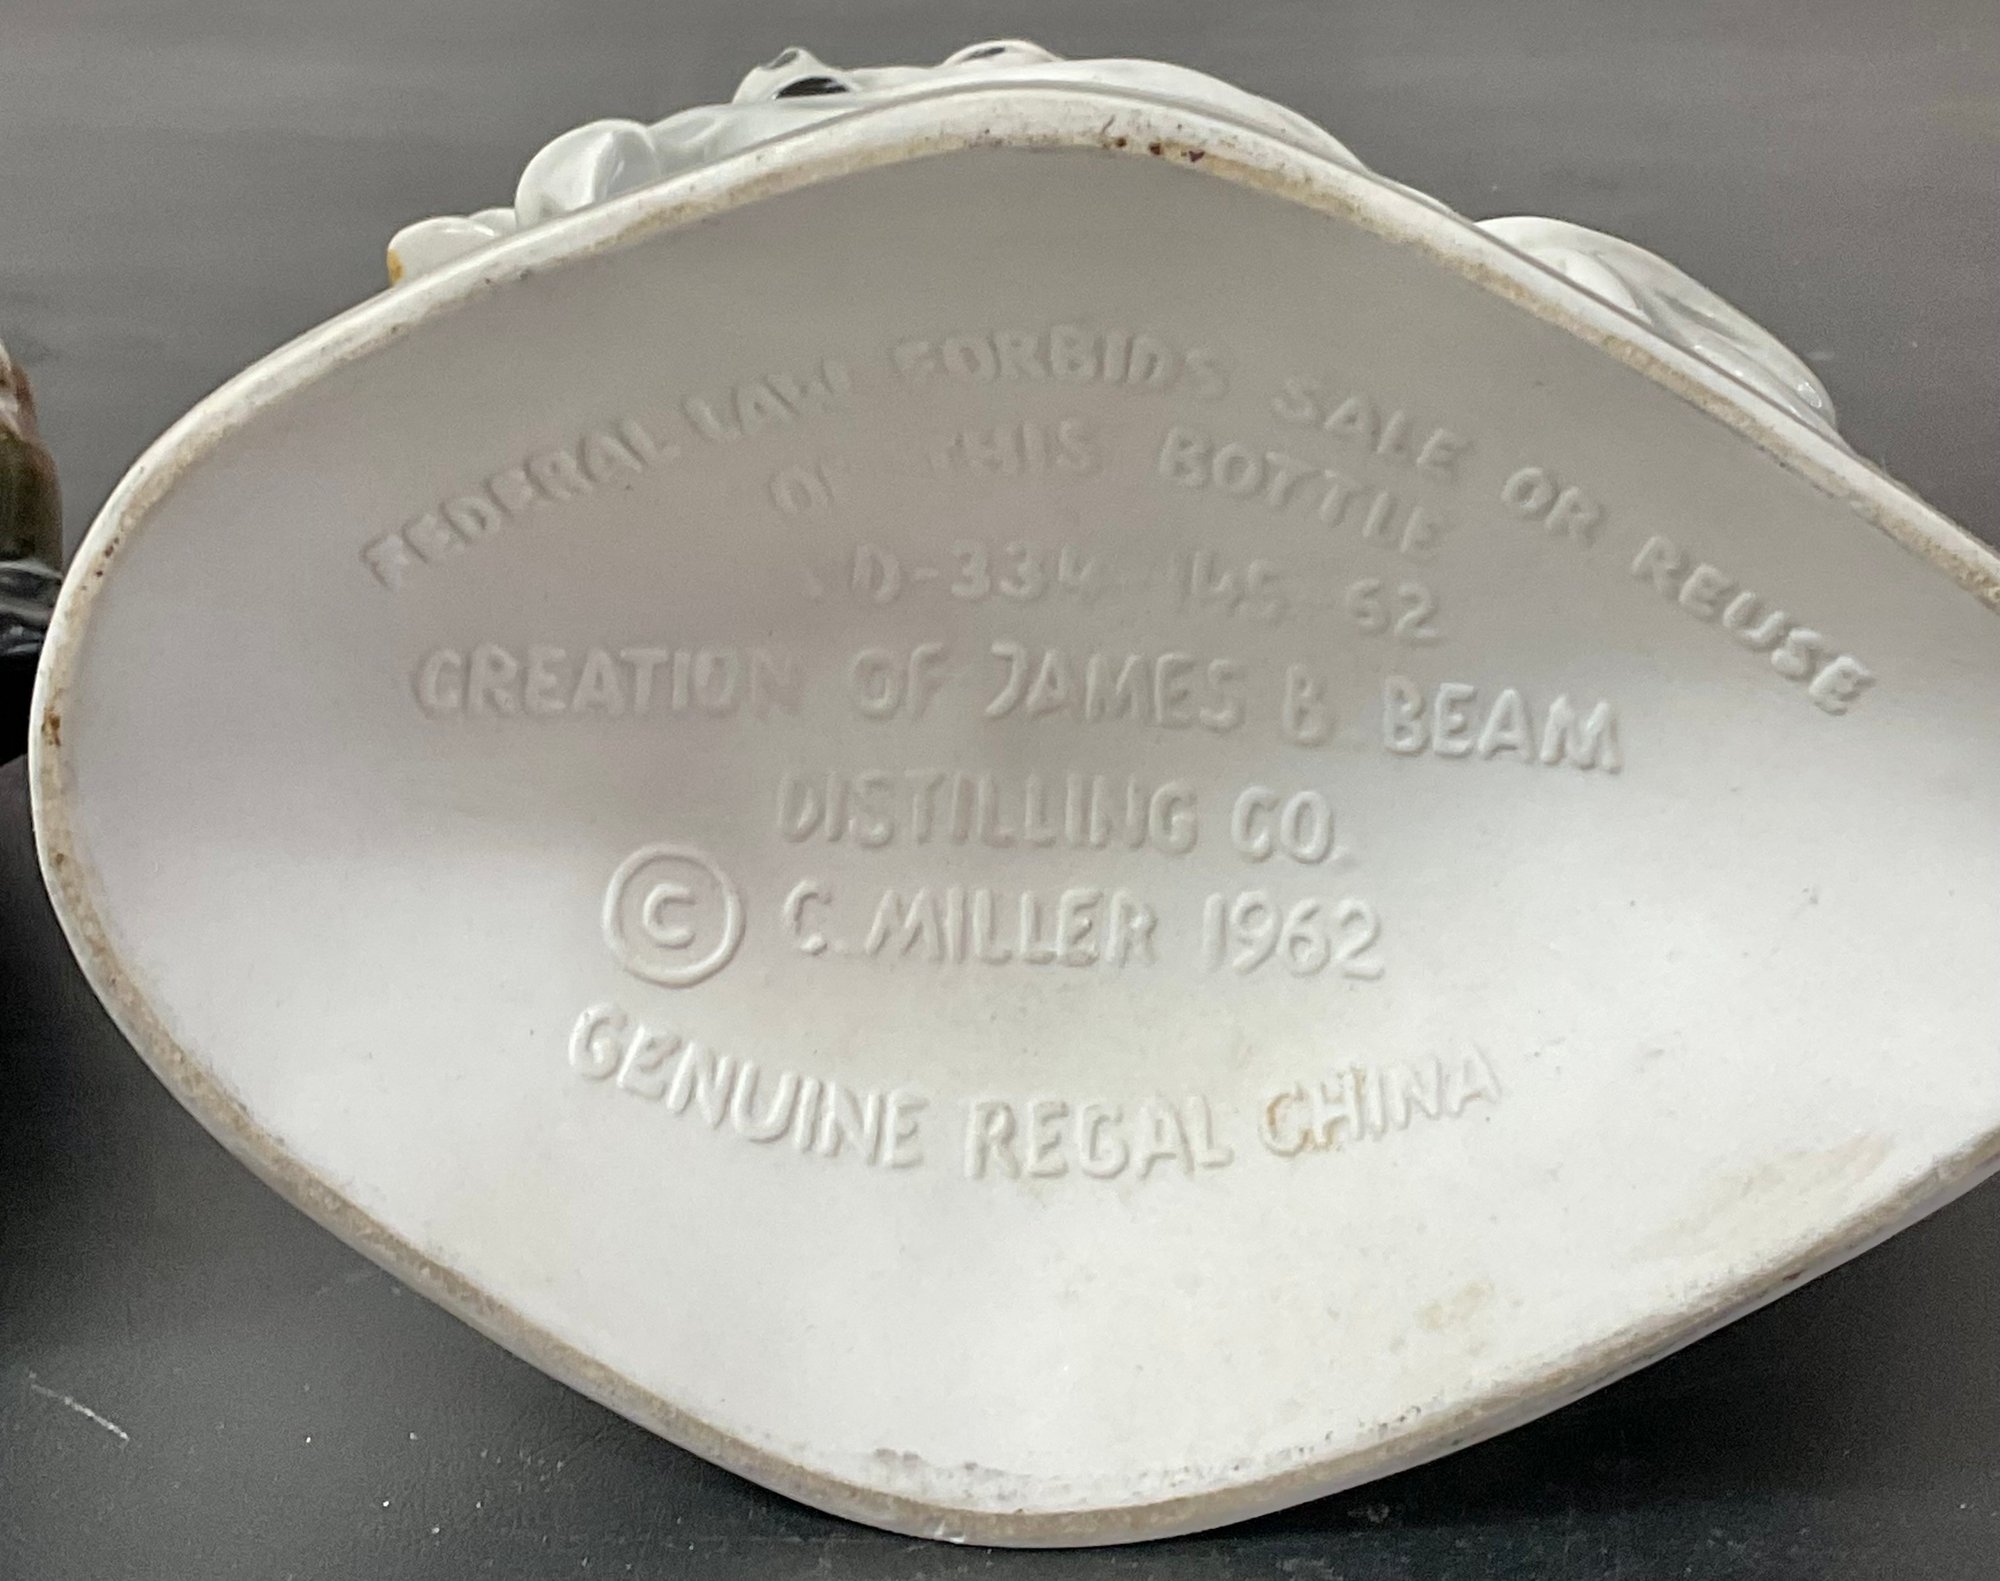 FEDERAL LAW FORBIDS SALE OR REUSE
OF THIS BOTTLE
D-334 145 62
CREATION OF JAMES B. BEAM
DISTILLING CO.
© C. MILLER 1962
GENUINE REGAL CHINA